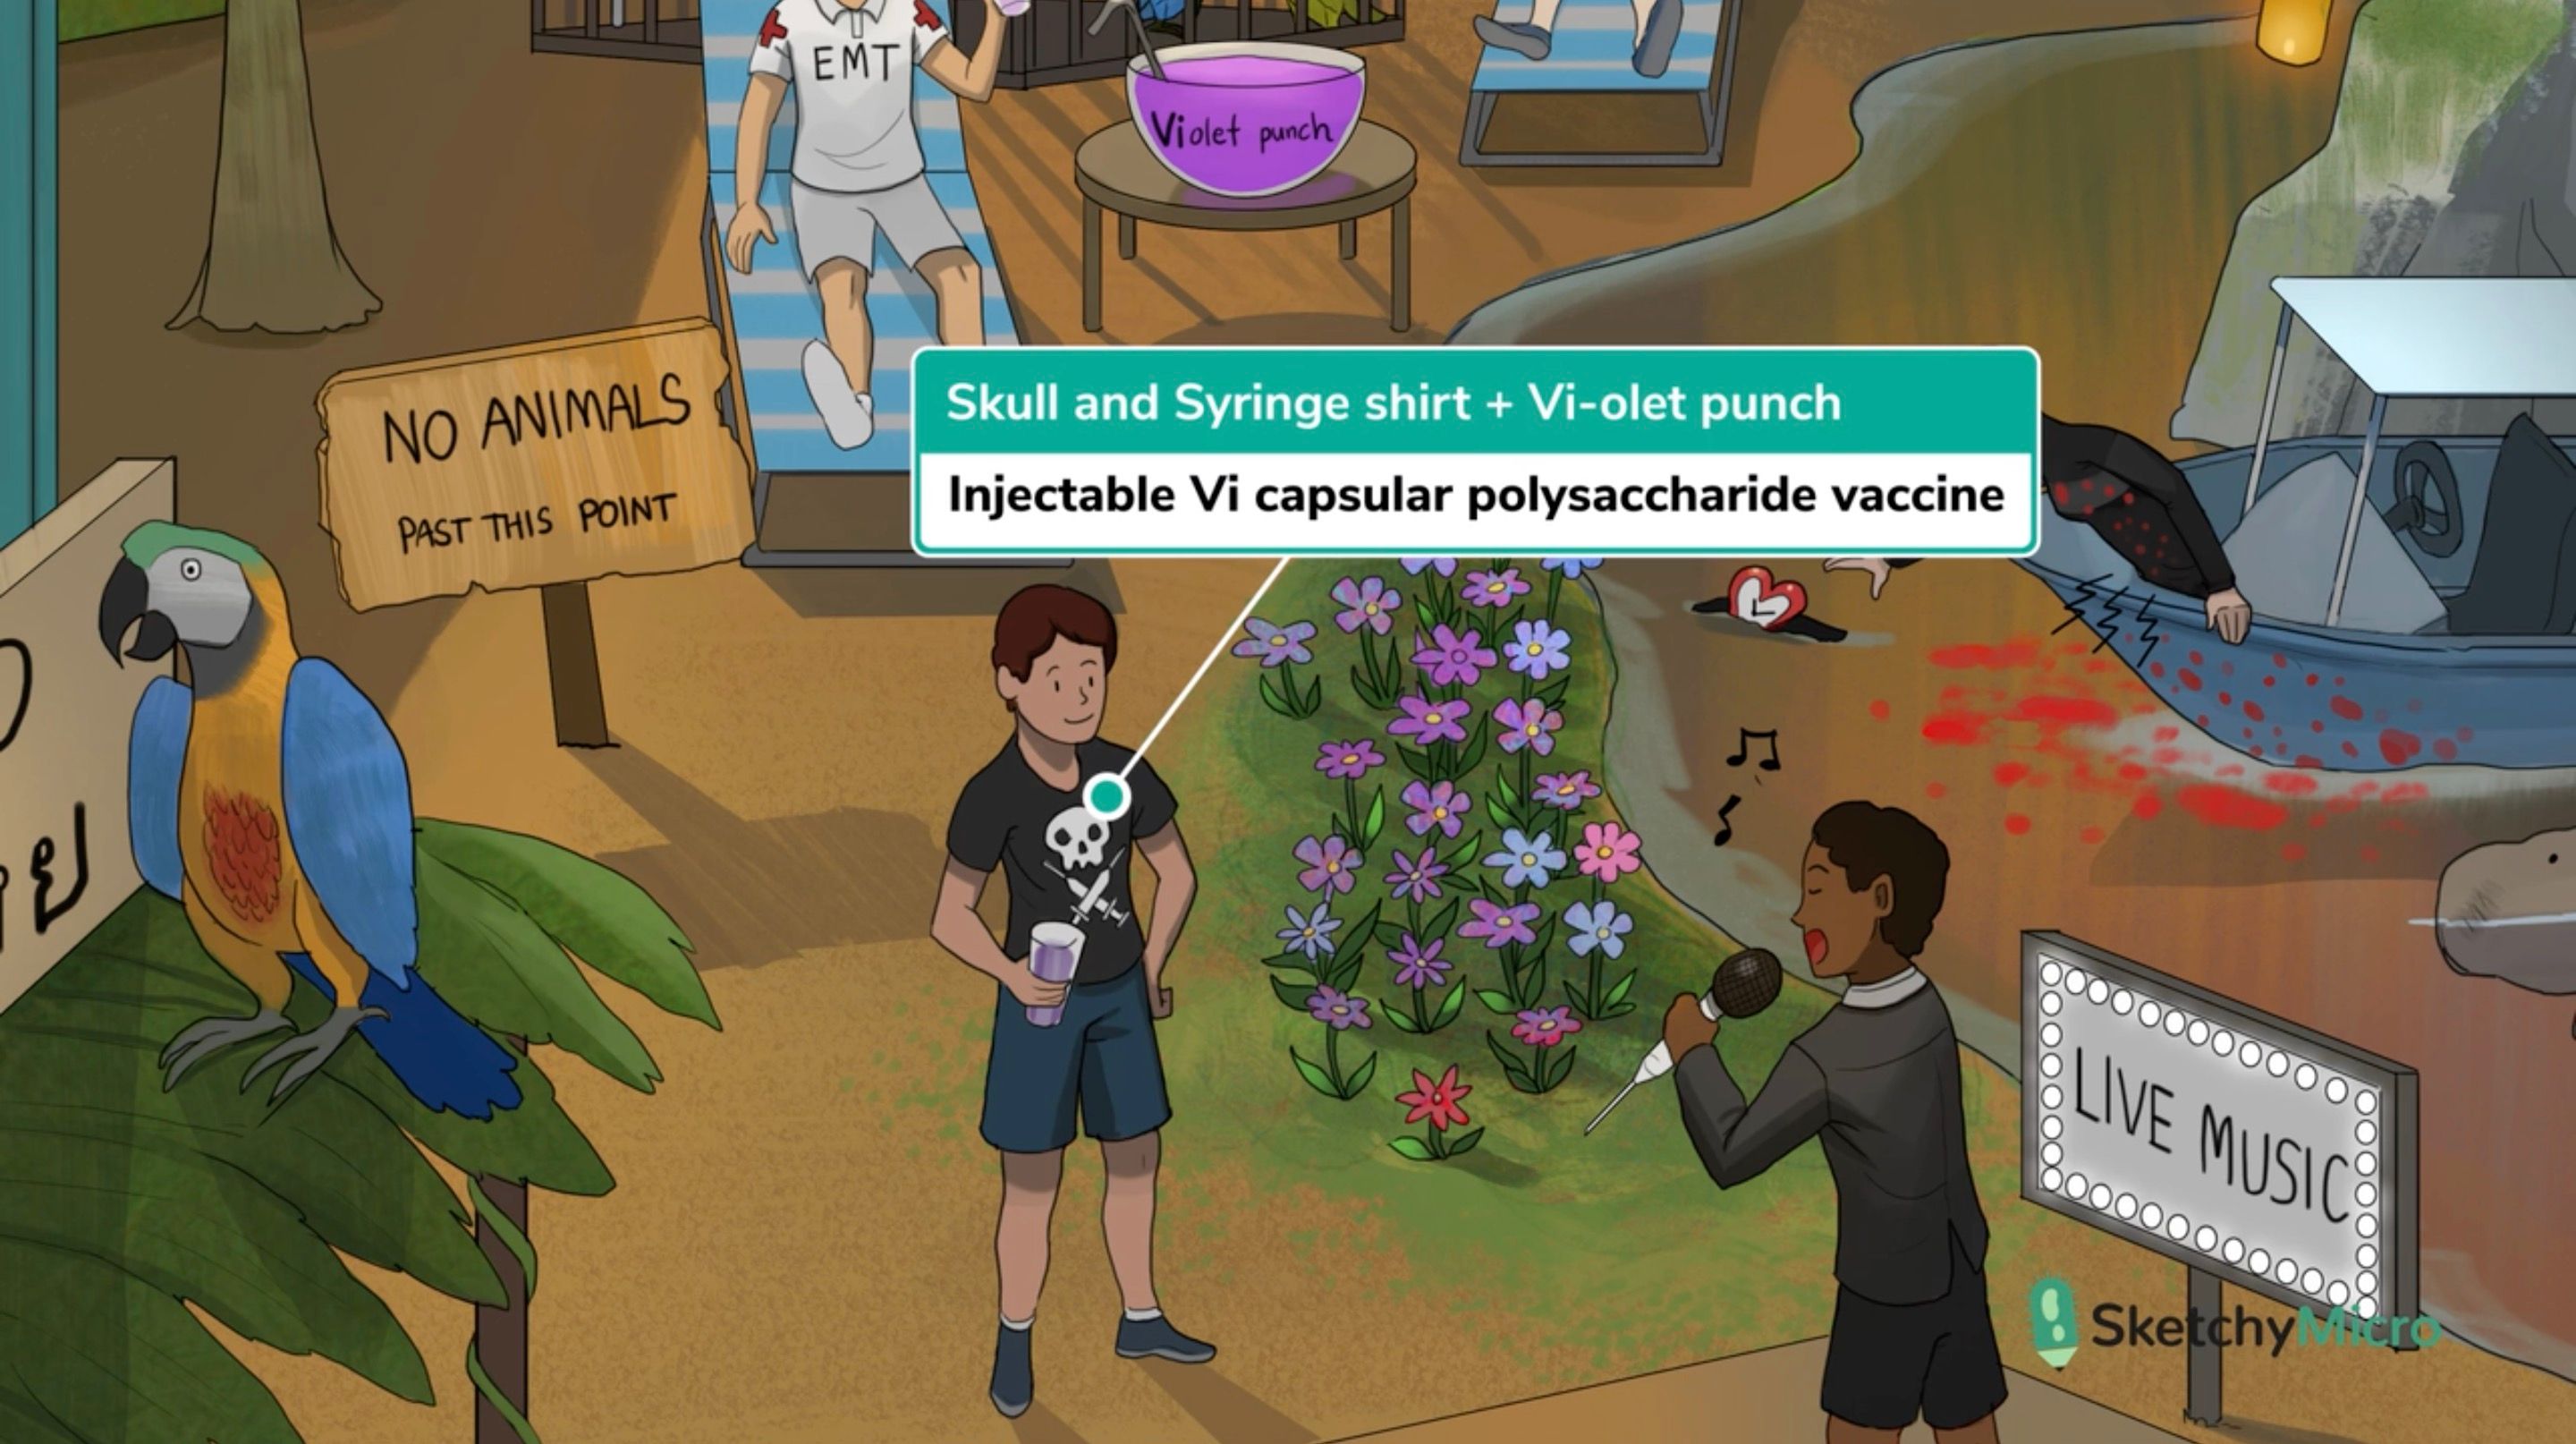 EMT
Violet punch
NO ANIMALS
PAST THIS POINT
Skull and Syringe shirt + Vi-olet punch
Injectable Vi capsular polysaccharide vaccine
LIVE MUSIC
SketchyMicro